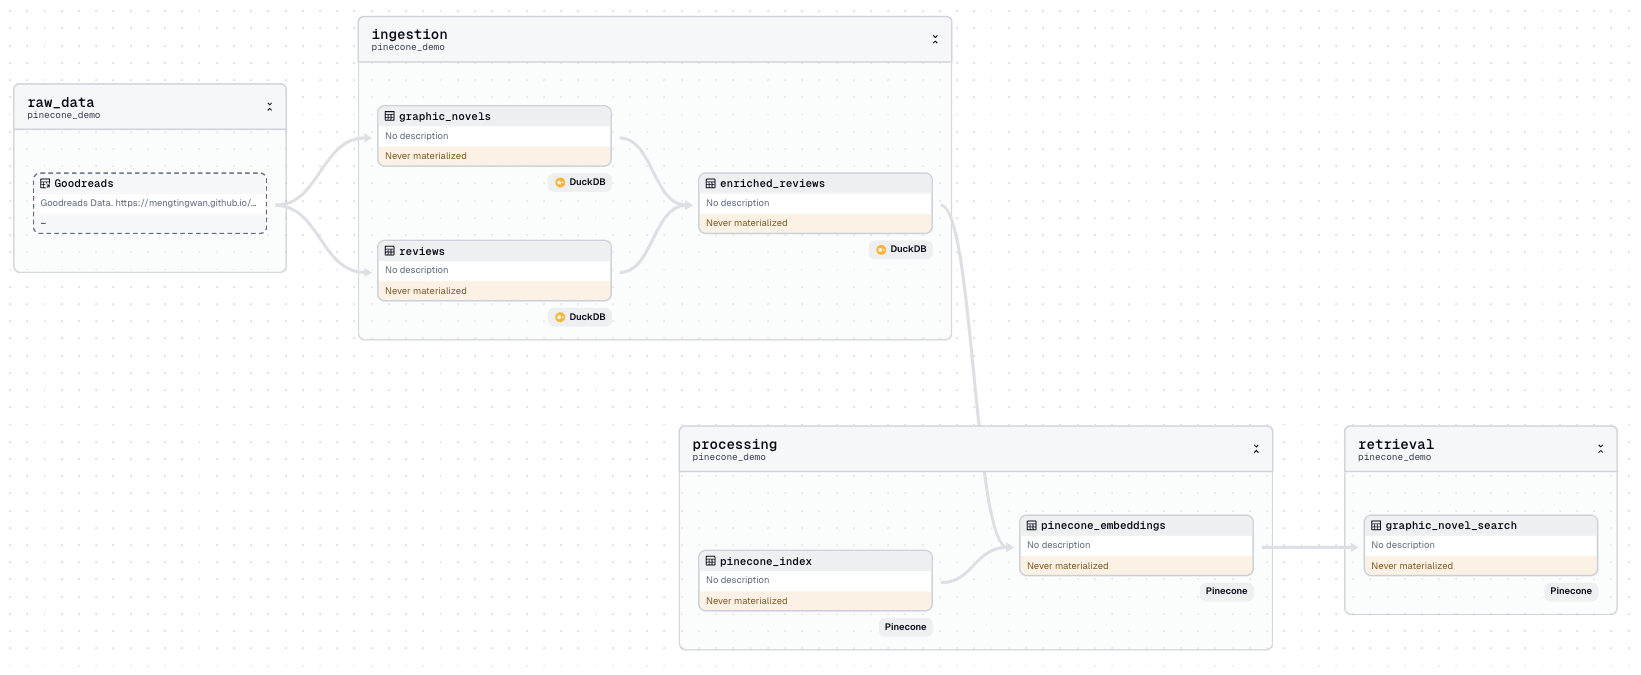 ingestion
pinecone_demo
raw_data
pinecone_demo
Goodreads
Goodreads Data. https://mengtingwan.github.io/...
–
graphic_novels
No description
Never materialized
DuckDB
reviews
No description
Never materialized
DuckDB
enriched_reviews
No description
Never materialized
DuckDB
processing
pinecone_demo
pinecone_index
No description
Never materialized
Pinecone
pinecone_embeddings
No description
Never materialized
Pinecone
retrieval
pinecone_demo
graphic_novel_search
No description
Never materialized
Pinecone